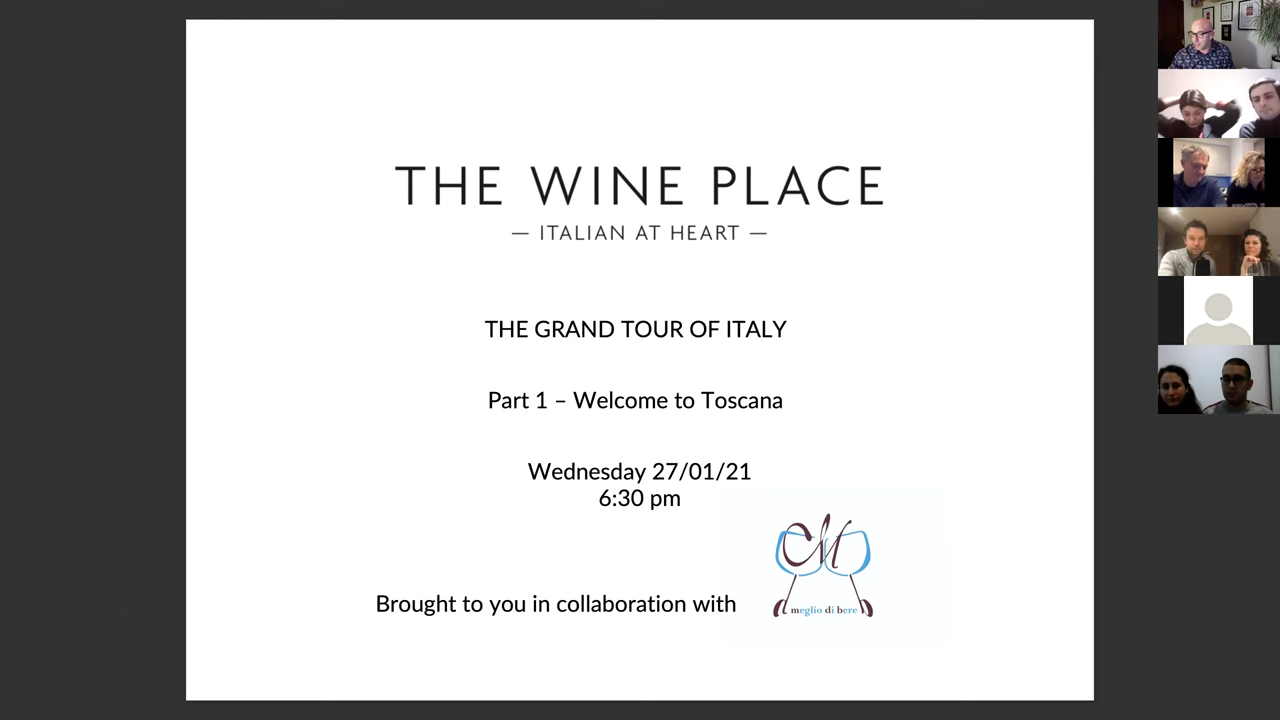 THE WINE PLACE
— ITALIAN AT HEART —
THE GRAND TOUR OF ITALY
Part 1 – Welcome to Toscana
Wednesday 27/01/21
6:30 pm
Brought to you in collaboration with
CM
meglio di bere